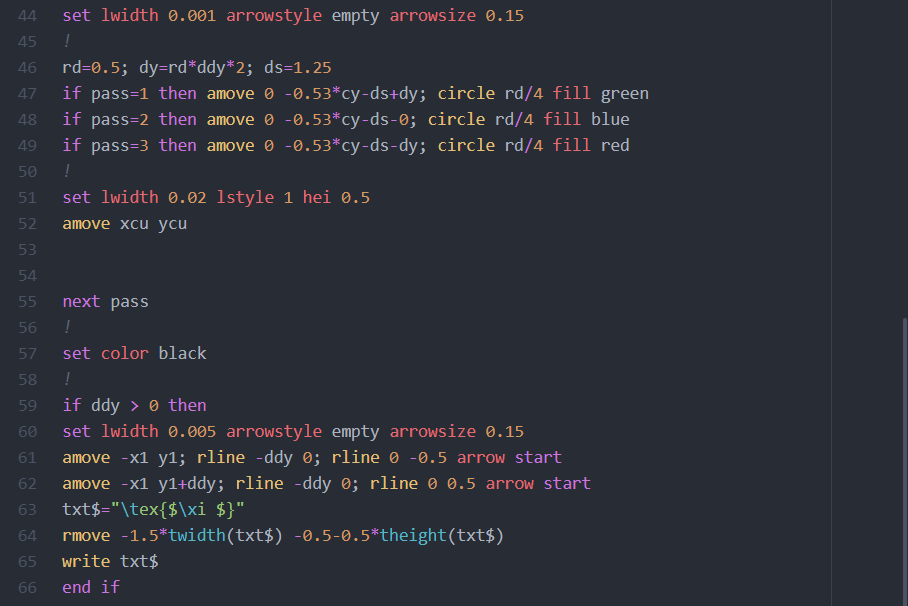 44 set lwidth 0.001 arrowstyle empty arrowsize 0.15
45 !
46 rd=0.5; dy=rd*ddy*2; ds=1.25
47 if pass=1 then amove 0 -0.53*cy-ds+dy; circle rd/4 fill green
48 if pass=2 then amove 0 -0.53*cy-ds-0; circle rd/4 fill blue
49 if pass=3 then amove 0 -0.53*cy-ds-dy; circle rd/4 fill red
50 !
51 set lwidth 0.02 lstyle 1 hei 0.5
52 amove xcu ycu
53
54
55 next pass
56 !
57 set color black
58 !
59 if ddy > 0 then
60 set lwidth 0.005 arrowstyle empty arrowsize 0.15
61 amove -x1 y1; rline -ddy 0; rline 0 -0.5 arrow start
62 amove -x1 y1+ddy; rline -ddy 0; rline 0 0.5 arrow start
63 txt$="\tex{$\xi $}"
64 rmove -1.5*twidth(txt$) -0.5-0.5*theight(txt$)
65 write txt$
66 end if